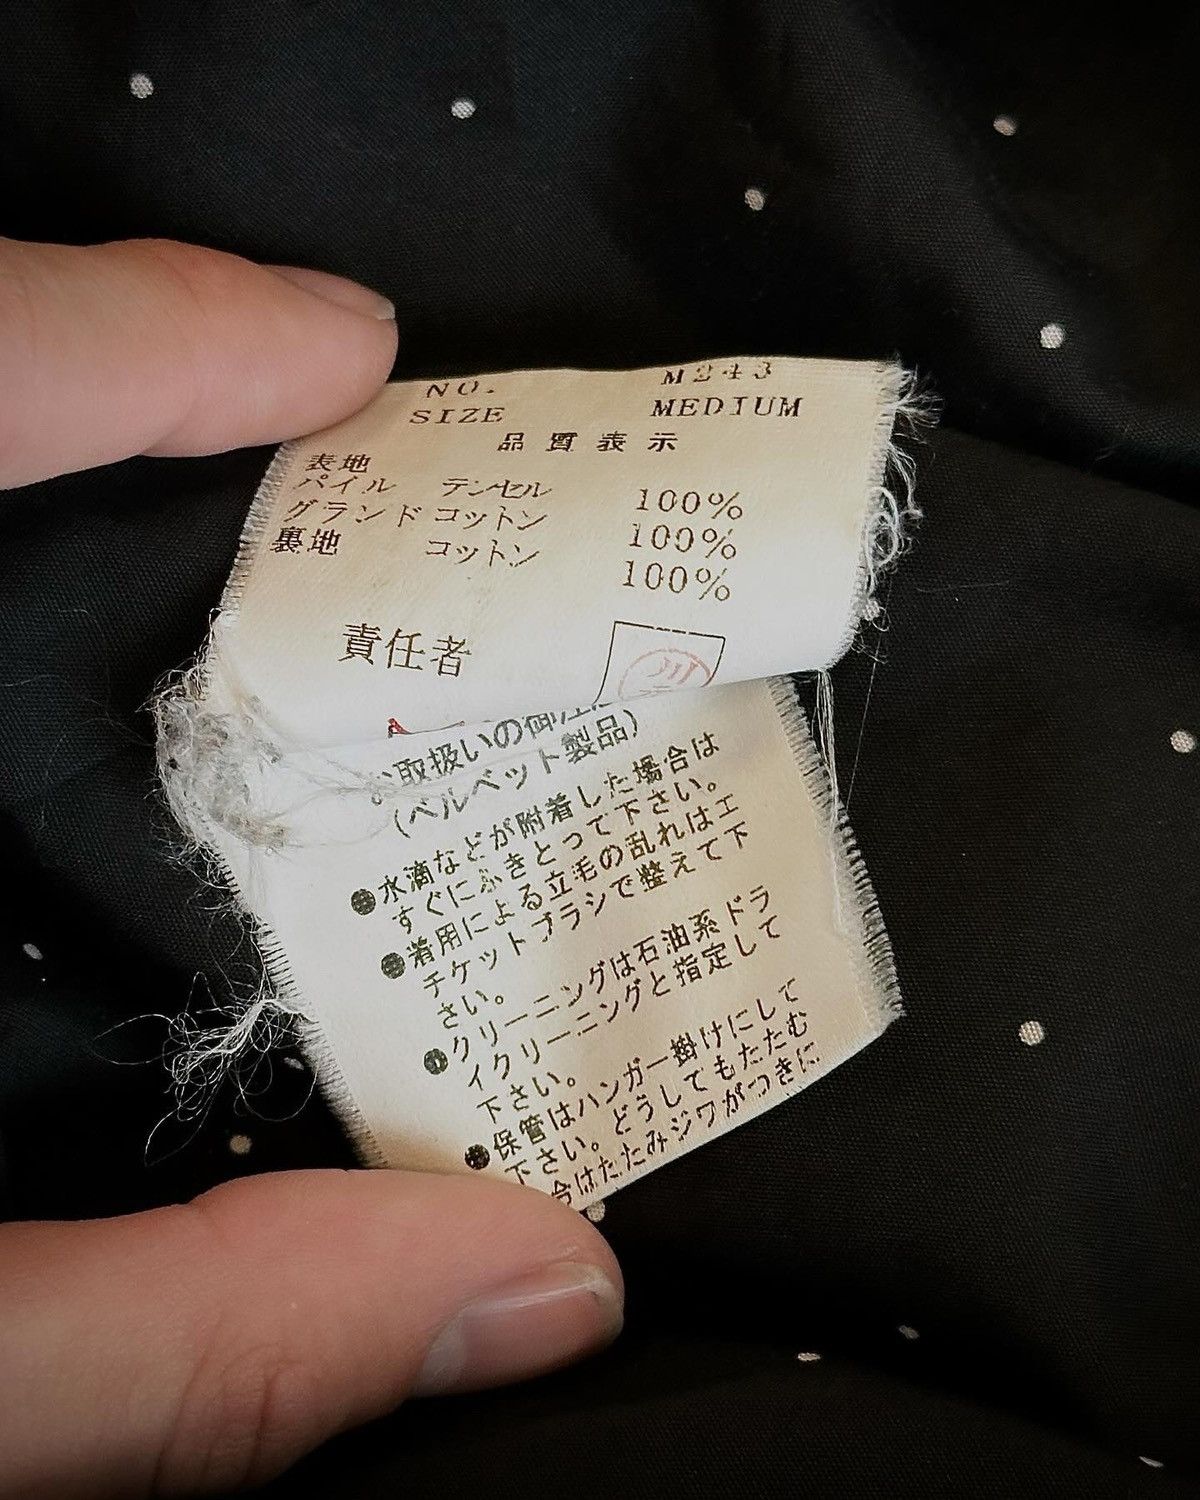 NO. M243
SIZE MEDIUM
品質表示
表地
パイル テンセル 100%
グランド コットン 100%
裏地 コットン 100%
責任者
お取扱いの御注
(ベルベット製品)
●水滴などが附着した場合は
すぐにふきとって下さい。
●着用による立毛の乱れはエ
チケットブラシで整えて下
さい。
●クリーニングは石油系ドラ
イクリーニングと指定して
下さい。
●保管はハンガー掛けにして
下さい。どうしてもたたむ
合はたたみジワがつきに